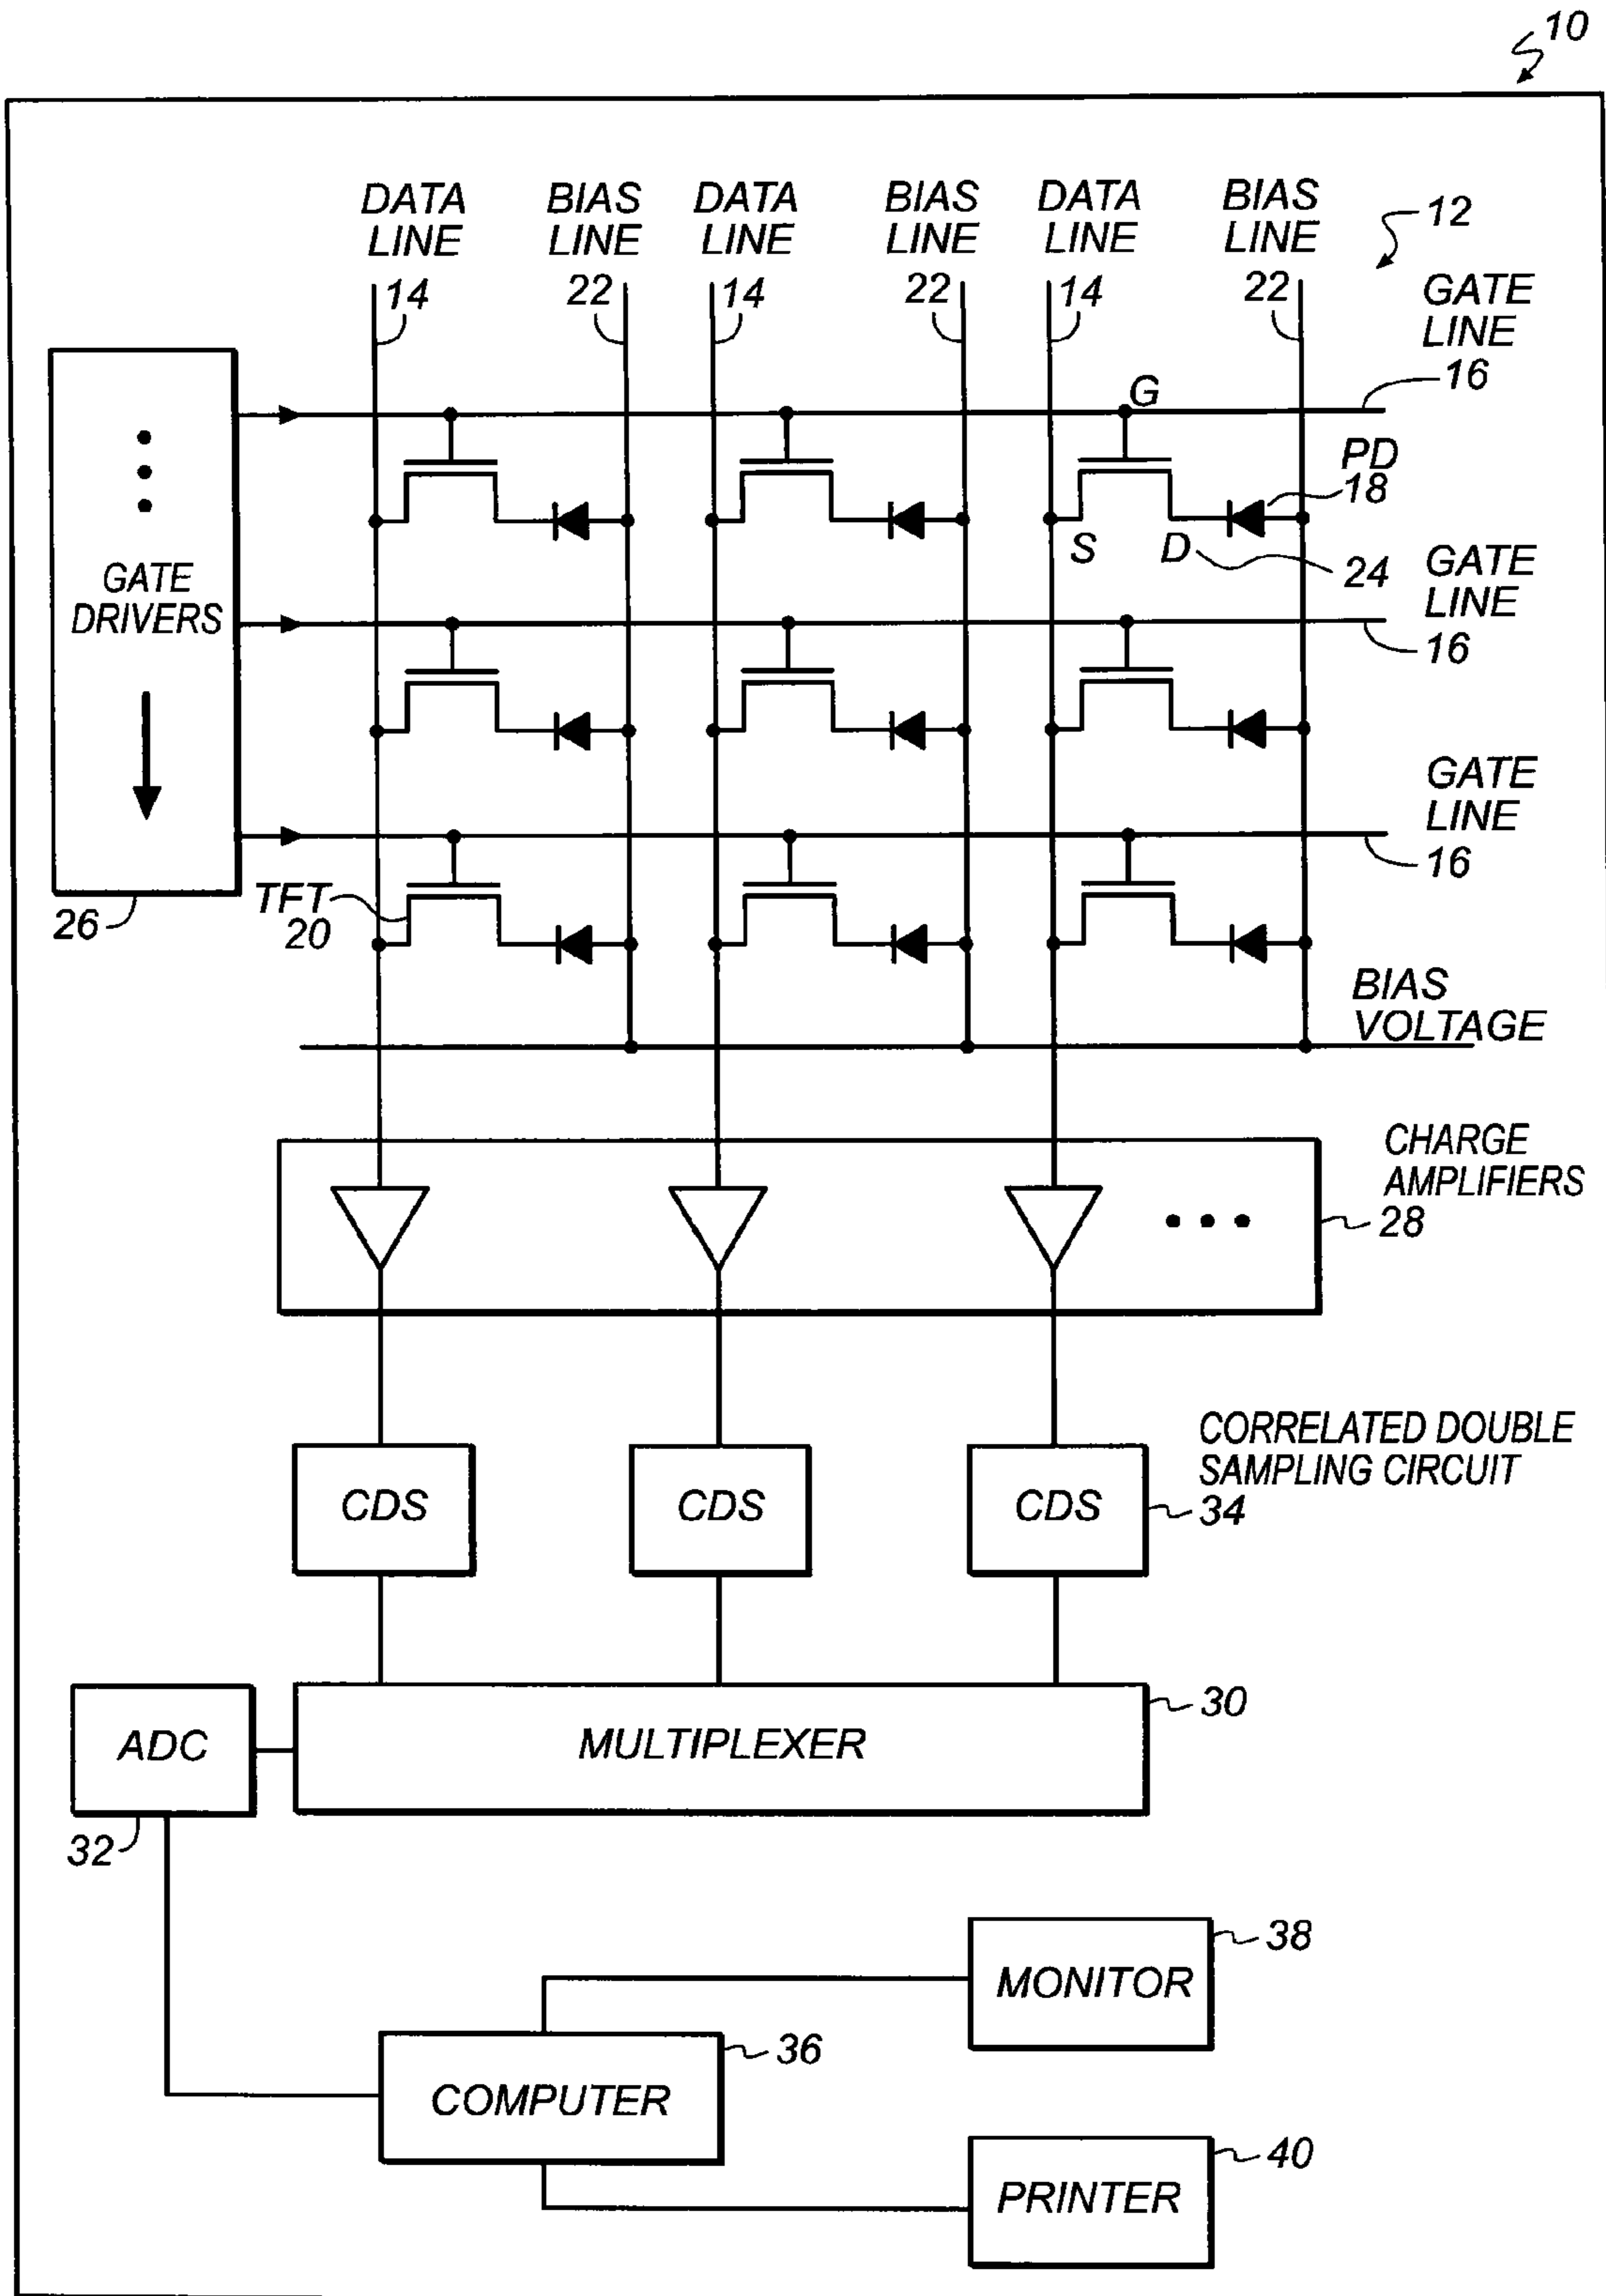 10
DATA LINE
BIAS LINE
DATA LINE
BIAS LINE
DATA LINE
BIAS LINE
12
14
22
14
22
14
22
GATE LINE
16
G
PD
18
S
D
24
GATE DRIVERS
GATE LINE
16
GATE LINE
16
TFT
20
26
BIAS VOLTAGE
CHARGE AMPLIFIERS
28
CORRELATED DOUBLE
SAMPLING CIRCUIT
CDS
CDS
CDS
34
30
ADC
MULTIPLEXER
32
38
MONITOR
36
COMPUTER
40
PRINTER